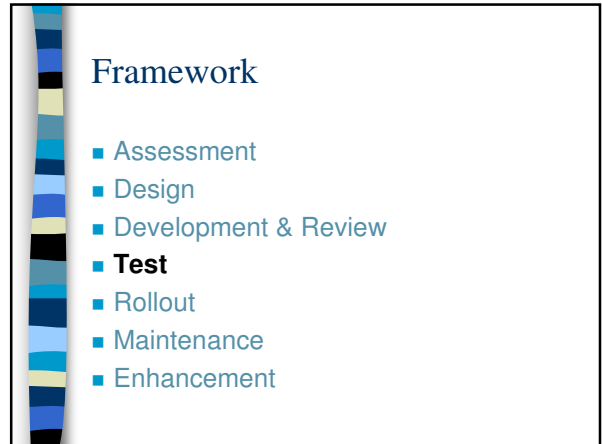 Framework
Assessment
Design
Development & Review
Test
Rollout
Maintenance
Enhancement